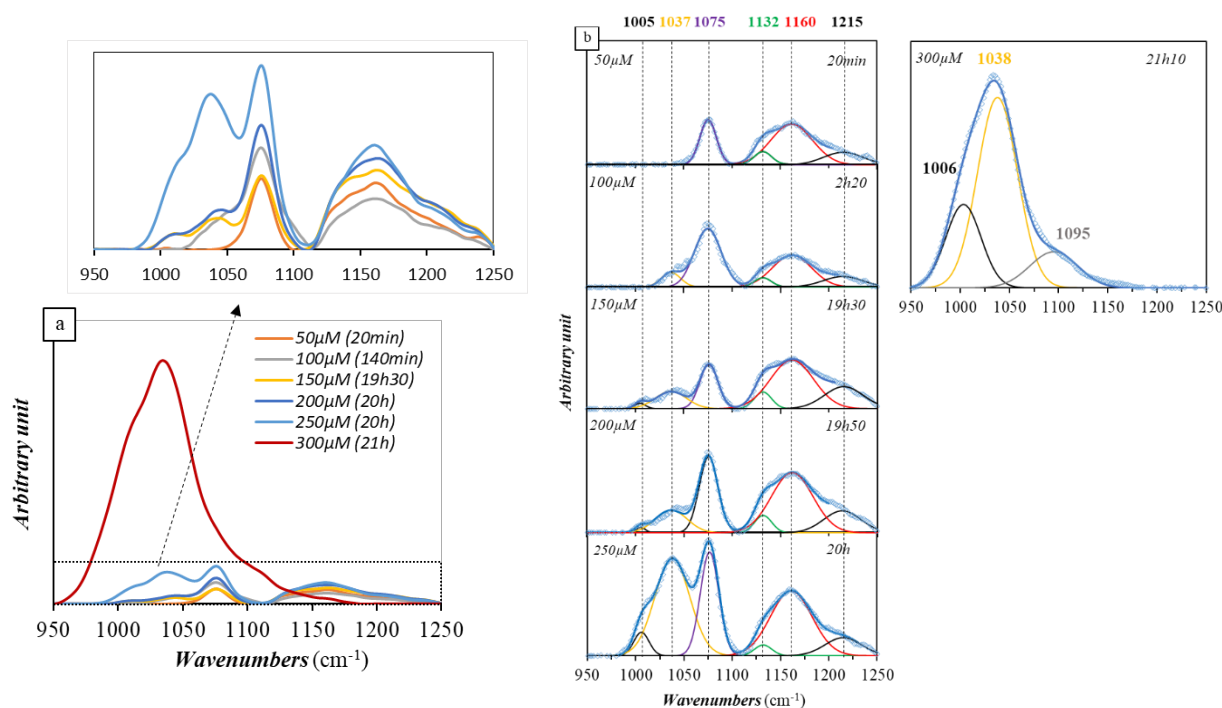 950 1000 1050 1100 1150 1200 1250
a
50µM (20min)
100µM (140min)
150µM (19h30)
200µM (20h)
250µM (20h)
300µM (21h)
Arbitrary unit
950 1000 1050 1100 1150 1200 1250
Wavenumbers (cm-1)
1005 1037 1075 1132 1160 1215
b
50µM 20min
100µM 2h20
150µM 19h30
200µM 19h50
250µM 20h
Arbitrary unit
950 1000 1050 1100 1150 1200 1250
Wavenumbers (cm-1)
300µM 1038 21h10
1006
1095
950 1000 1050 1100 1150 1200 1250